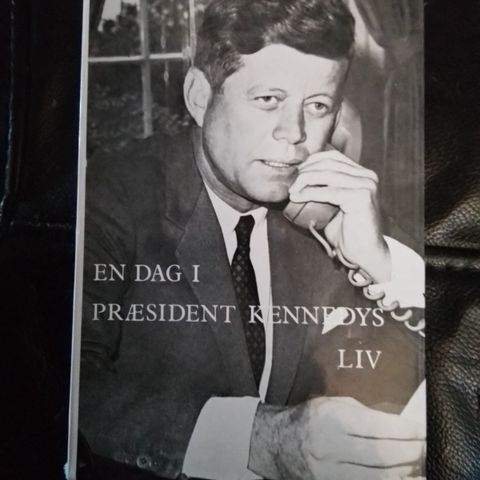 EN DAG I
PRÆSIDENT KENNEDYS
LIV